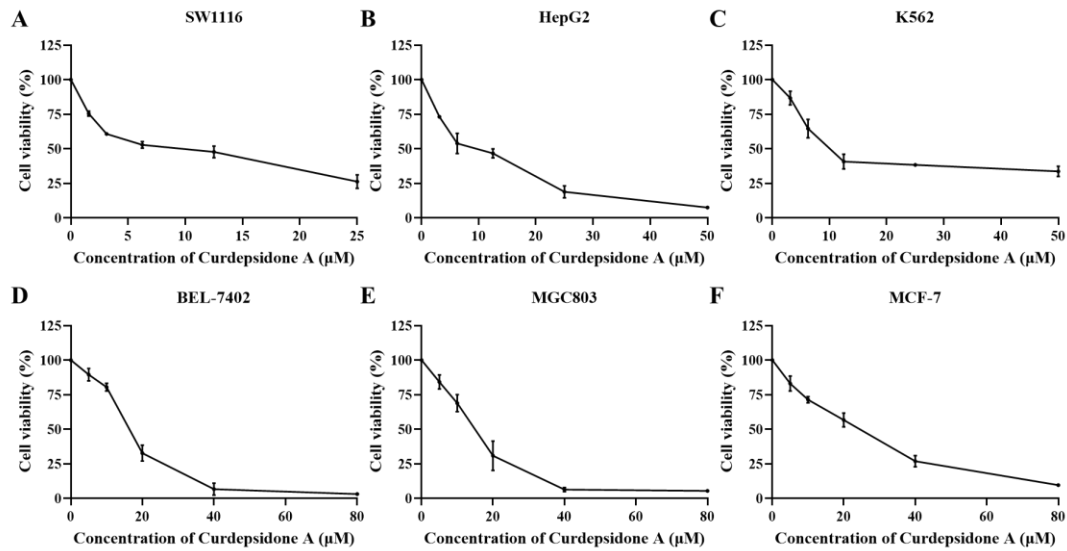 A SW1116
Cell viability (%)
125
100
75
50
25
0
0 5 10 15 20 25
Concentration of Curdepsidone A (μM)
B HepG2
Cell viability (%)
125
100
75
50
25
0
0 10 20 30 40 50
Concentration of Curdepsidone A (μM)
C K562
Cell viability (%)
125
100
75
50
25
0
0 10 20 30 40 50
Concentration of Curdepsidone A (μM)
D BEL-7402
Cell viability (%)
125
100
75
50
25
0
0 20 40 60 80
Concentration of Curdepsidone A (μM)
E MGC803
Cell viability (%)
125
100
75
50
25
0
0 20 40 60 80
Concentration of Curdepsidone A (μM)
F MCF-7
Cell viability (%)
125
100
75
50
25
0
0 20 40 60 80
Concentration of Curdepsidone A (μM)